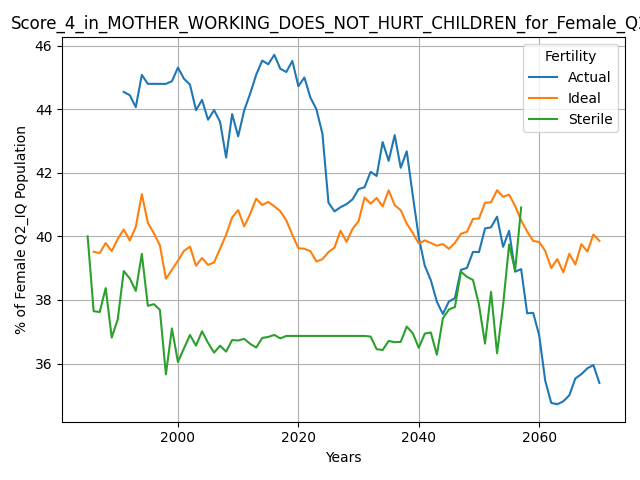 Score_4_in_MOTHER_WORKING_DOES_NOT_HURT_CHILDREN_for_Female_Q2
Fertility
Actual
Ideal
Sterile
% of Female Q2_IQ Population
46
44
42
40
38
36
2000
2020
2040
2060
Years